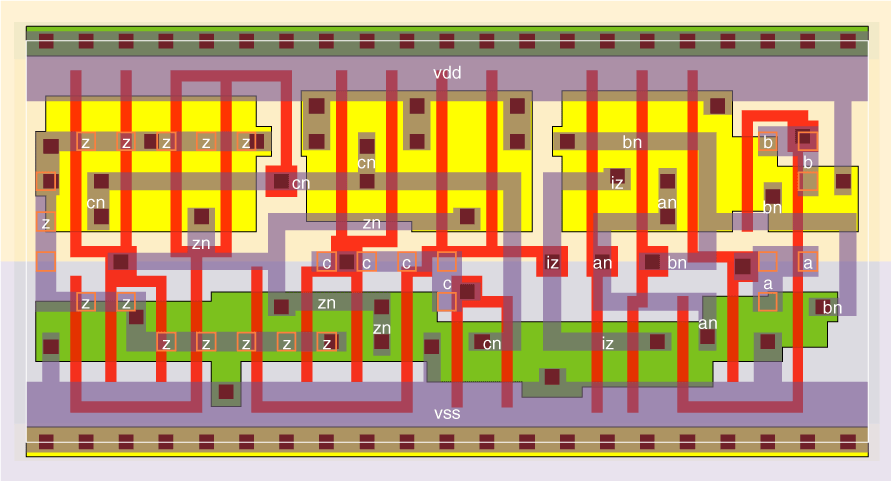 vdd
z z z z z bn b
cn b
cn cn iz
z cn an bn
zn zn
c c c iz an bn a
c a
z z zn bn
zn an
z z z z z cn iz
vss